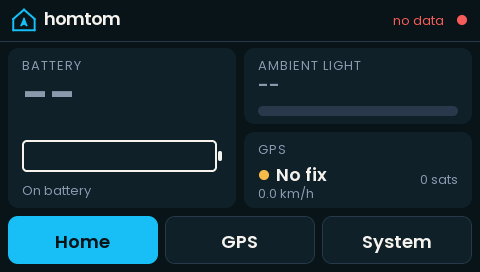 homtom
no data
BATTERY
-- --
On battery
AMBIENT LIGHT
--
GPS
No fix
0 sats
0.0 km/h
Home
GPS
System